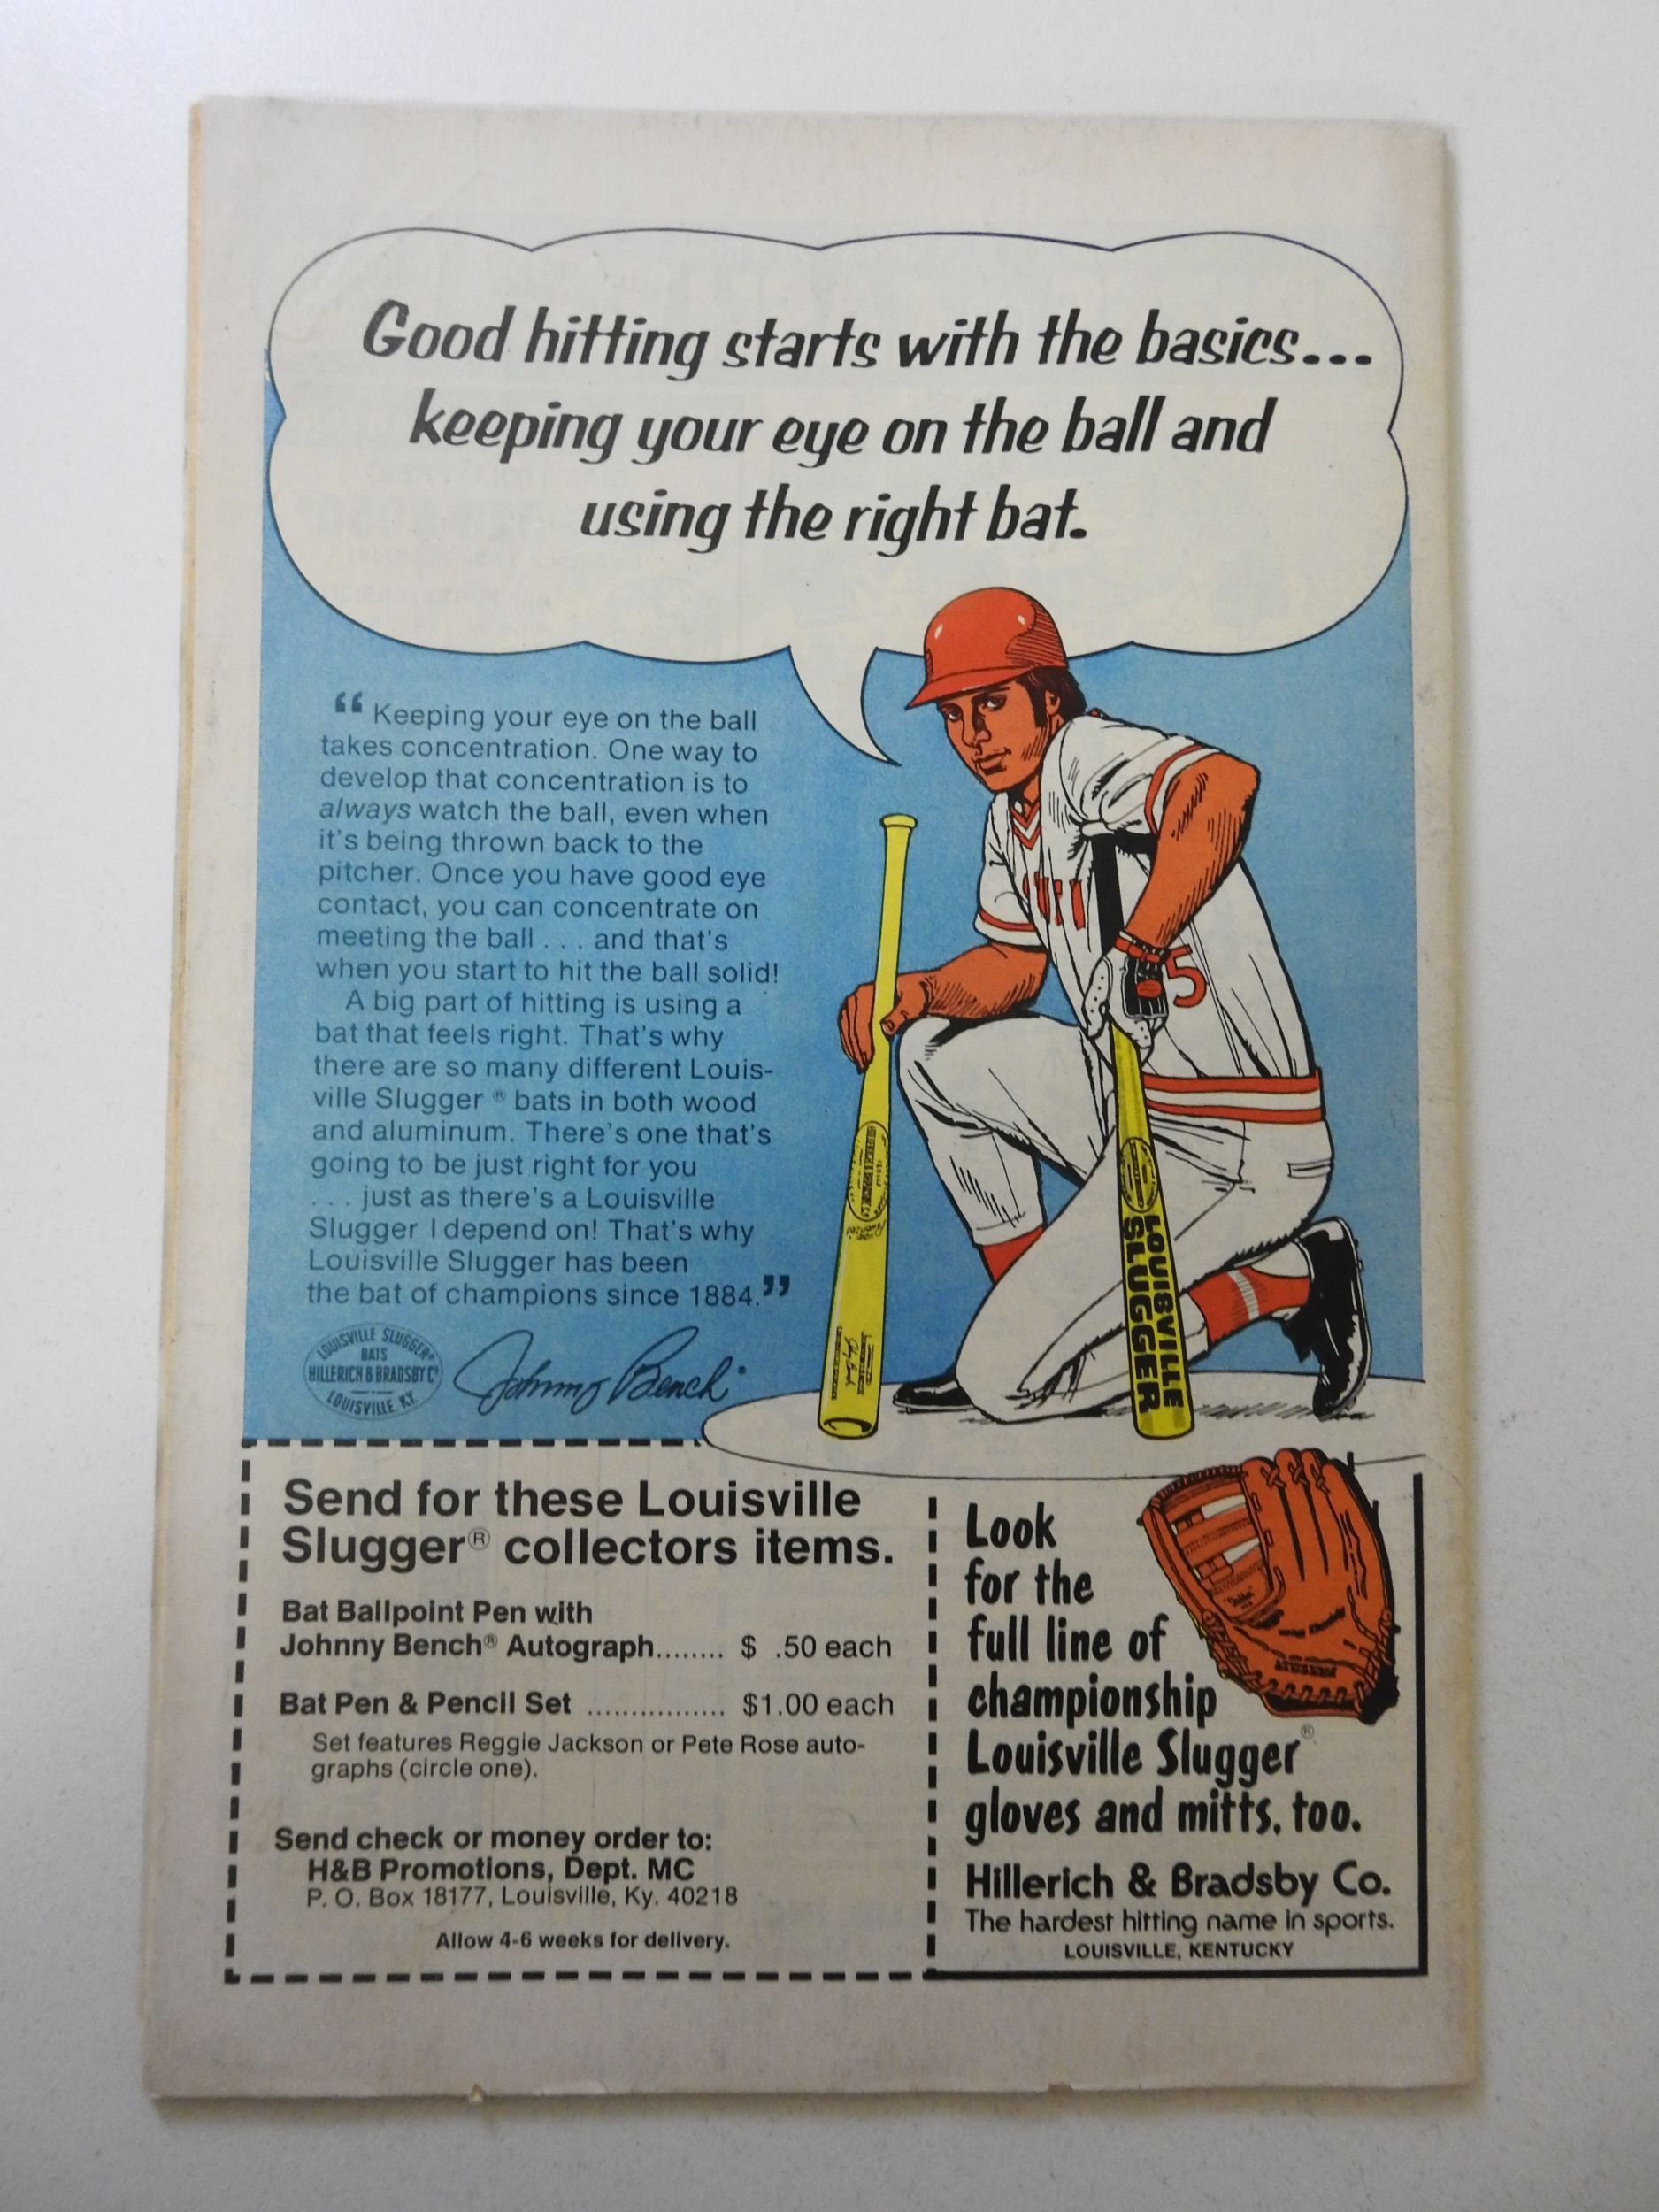 Good hitting starts with the basics...
keeping your eye on the ball and
using the right bat.
“Keeping your eye on the ball
takes concentration. One way to
develop that concentration is to
always watch the ball, even when
it's being thrown back to the
pitcher. Once you have good eye
contact, you can concentrate on
meeting the ball . . . and that's
when you start to hit the ball solid!
A big part of hitting is using a
bat that feels right. That's why
there are so many different Louis-
ville Slugger ® bats in both wood
and aluminum. There's one that's
going to be just right for you
. . . just as there's a Louisville
Slugger I depend on! That's why
Louisville Slugger has been
the bat of champions since 1884.”
LOUISVILLE SLUGGER®
BATS
HILLERICH & BRADSBY Cº
LOUISVILLE, KY.
Johnny Bench
5
LOUISVILLE
SLUGGER
Send for these Louisville
Slugger® collectors items.
Bat Ballpoint Pen with
Johnny Bench® Autograph........ $ .50 each
Bat Pen & Pencil Set ................ $1.00 each
Set features Reggie Jackson or Pete Rose auto-
graphs (circle one).
Send check or money order to:
H&B Promotions, Dept. MC
P. O. Box 18177, Louisville, Ky. 40218
Allow 4-6 weeks for delivery.
Look
for the
full line of
championship
Louisville Slugger®
gloves and mitts, too.
Hillerich & Bradsby Co.
The hardest hitting name in sports.
LOUISVILLE, KENTUCKY